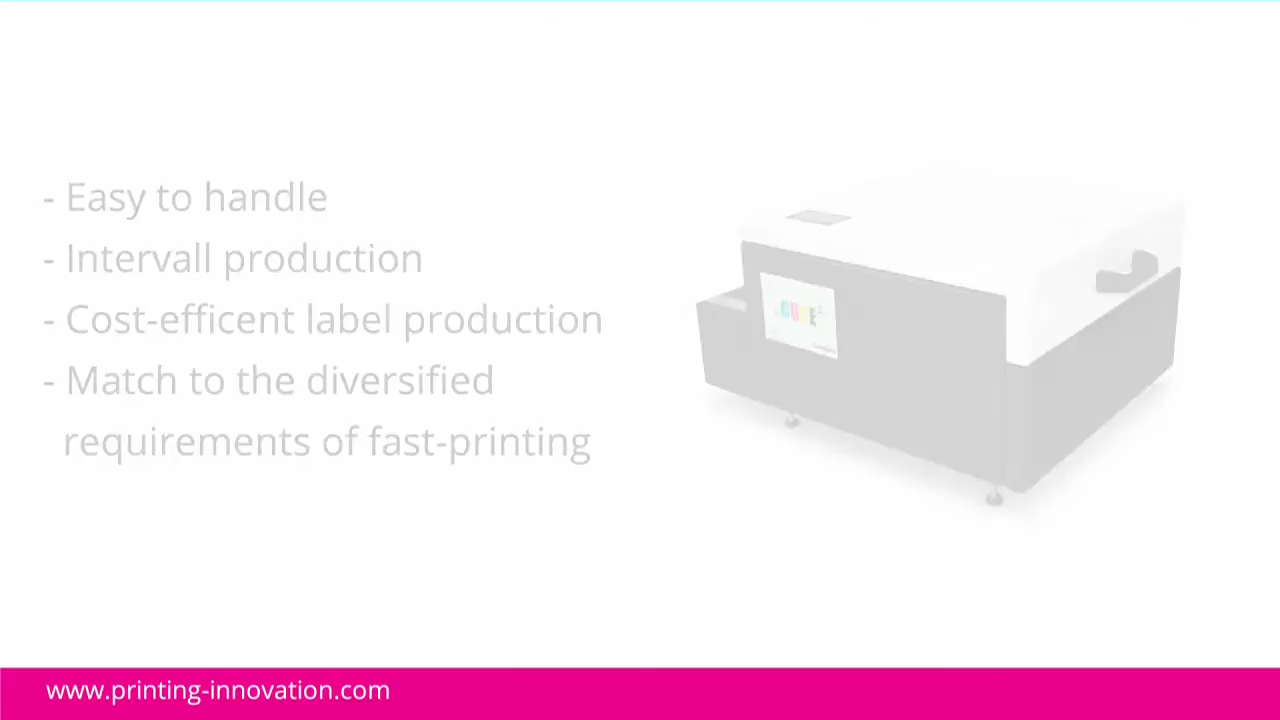 - Easy to handle
- Intervall production
- Cost-efficent label production
- Match to the diversified
requirements of fast-printing
CUBE
www.printing-innovation.com